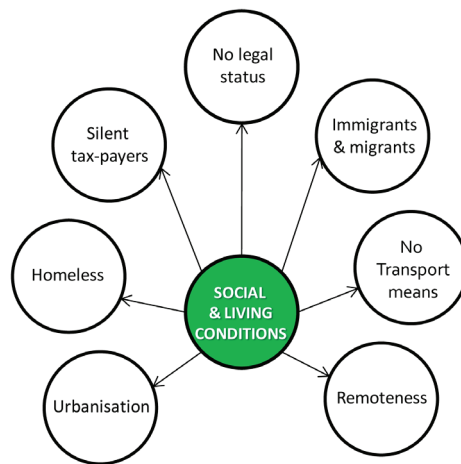 No legal
status
Immigrants
& migrants
Silent
tax-payers
No
Transport
means
Homeless
SOCIAL
& LIVING
CONDITIONS
Remoteness
Urbanisation